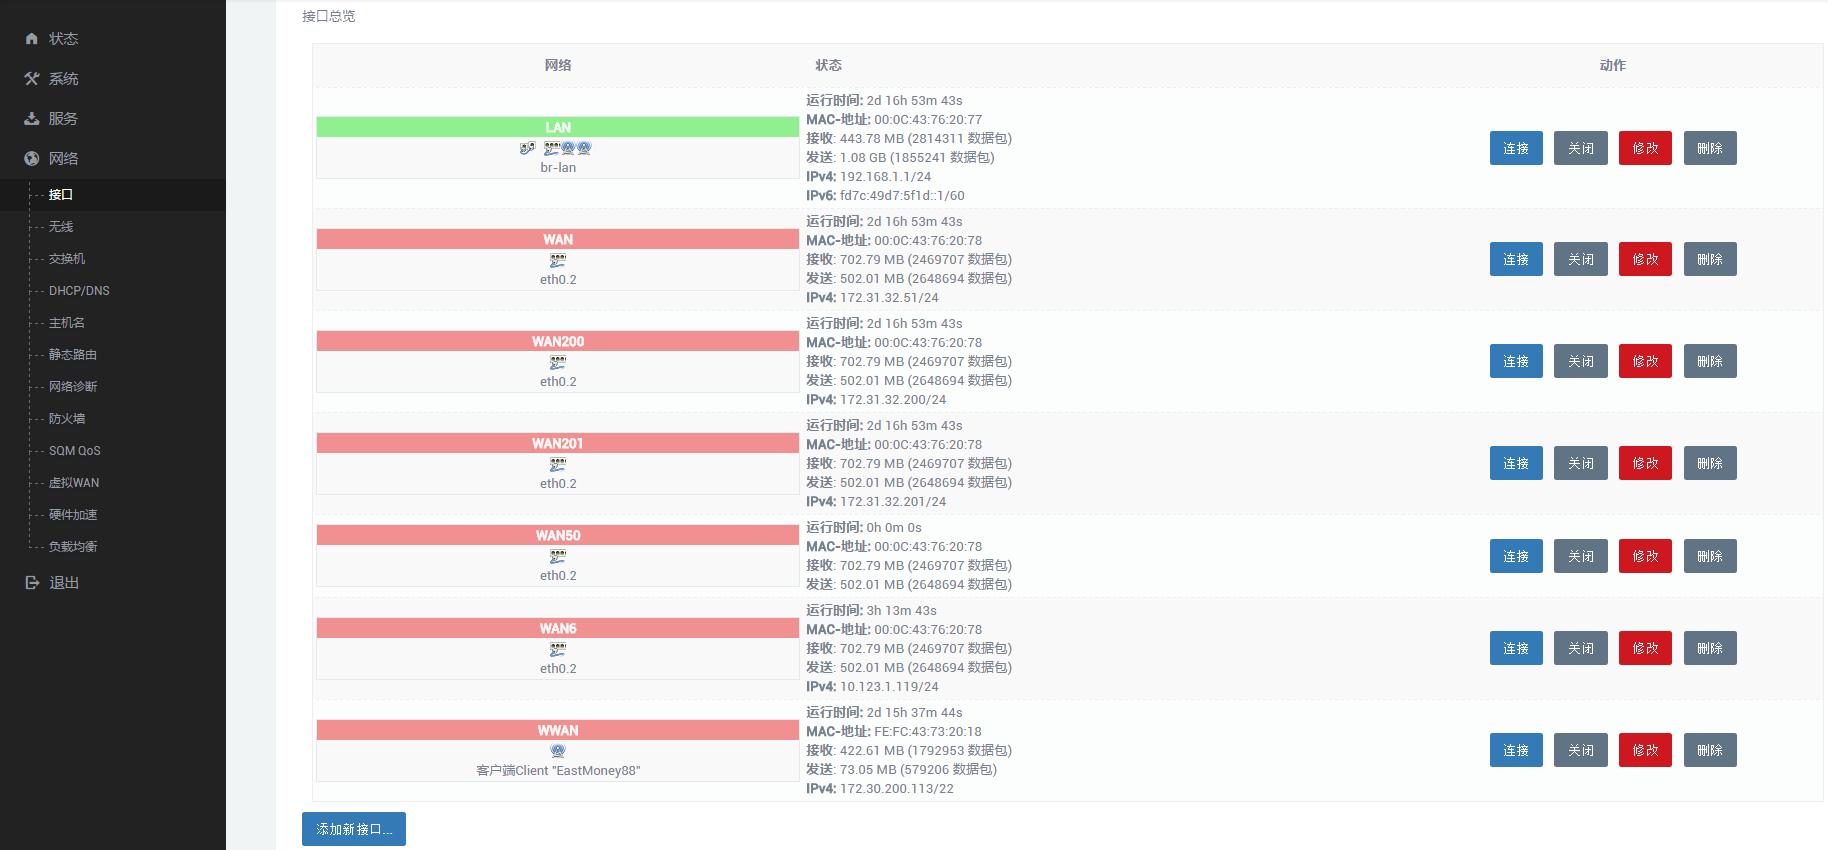 接口总览
状态
系统
服务
网络
接口
无线
交换机
DHCP/DNS
主机名
静态路由
网络诊断
防火墙
SQM QoS
虚拟WAN
硬件加速
负载均衡
退出
网络 状态 动作
LAN
br-lan
运行时间: 2d 16h 53m 43s
MAC-地址: 00:0C:43:76:20:77
接收: 443.78 MB (2814311 数据包)
发送: 1.08 GB (1855241 数据包)
IPv4: 192.168.1.1/24
IPv6: fd7c:49d7:5f1d::1/60
连接 关闭 修改 删除
WAN
eth0.2
运行时间: 2d 16h 53m 43s
MAC-地址: 00:0C:43:76:20:78
接收: 702.79 MB (2469707 数据包)
发送: 502.01 MB (2648694 数据包)
IPv4: 172.31.32.51/24
连接 关闭 修改 删除
WAN200
eth0.2
运行时间: 2d 16h 53m 43s
MAC-地址: 00:0C:43:76:20:78
接收: 702.79 MB (2469707 数据包)
发送: 502.01 MB (2648694 数据包)
IPv4: 172.31.32.200/24
连接 关闭 修改 删除
WAN201
eth0.2
运行时间: 2d 16h 53m 43s
MAC-地址: 00:0C:43:76:20:78
接收: 702.79 MB (2469707 数据包)
发送: 502.01 MB (2648694 数据包)
IPv4: 172.31.32.201/24
连接 关闭 修改 删除
WAN50
eth0.2
运行时间: 0h 0m 0s
MAC-地址: 00:0C:43:76:20:78
接收: 702.79 MB (2469707 数据包)
发送: 502.01 MB (2648694 数据包)
连接 关闭 修改 删除
WAN6
eth0.2
运行时间: 3h 13m 43s
MAC-地址: 00:0C:43:76:20:78
接收: 702.79 MB (2469707 数据包)
发送: 502.01 MB (2648694 数据包)
IPv4: 10.123.1.119/24
连接 关闭 修改 删除
WWAN
客户端Client "EastMoney88"
运行时间: 2d 15h 37m 44s
MAC-地址: FE:FC:43:73:20:18
接收: 422.61 MB (1792953 数据包)
发送: 73.05 MB (579206 数据包)
IPv4: 172.30.200.113/22
连接 关闭 修改 删除
添加新接口...